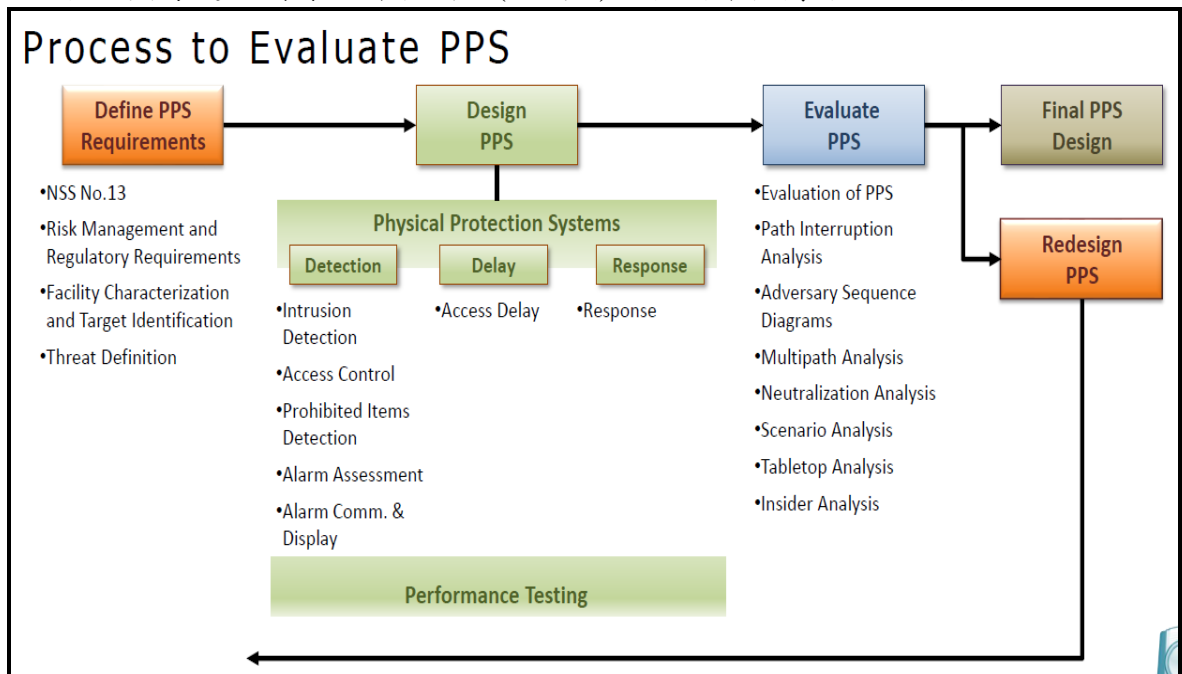 Process to Evaluate PPS
Define PPS
Requirements
•NSS No.13
•Risk Management and
Regulatory Requirements
•Facility Characterization
and Target Identification
•Threat Definition
Design
PPS
Physical Protection Systems
Detection
•Intrusion
Detection
•Access Control
•Prohibited Items
Detection
•Alarm Assessment
•Alarm Comm. &
Display
Delay
•Access Delay
Response
•Response
Performance Testing
Evaluate
PPS
•Evaluation of PPS
•Path Interruption
Analysis
•Adversary Sequence
Diagrams
•Multipath Analysis
•Neutralization Analysis
•Scenario Analysis
•Tabletop Analysis
•Insider Analysis
Final PPS
Design
Redesign
PPS